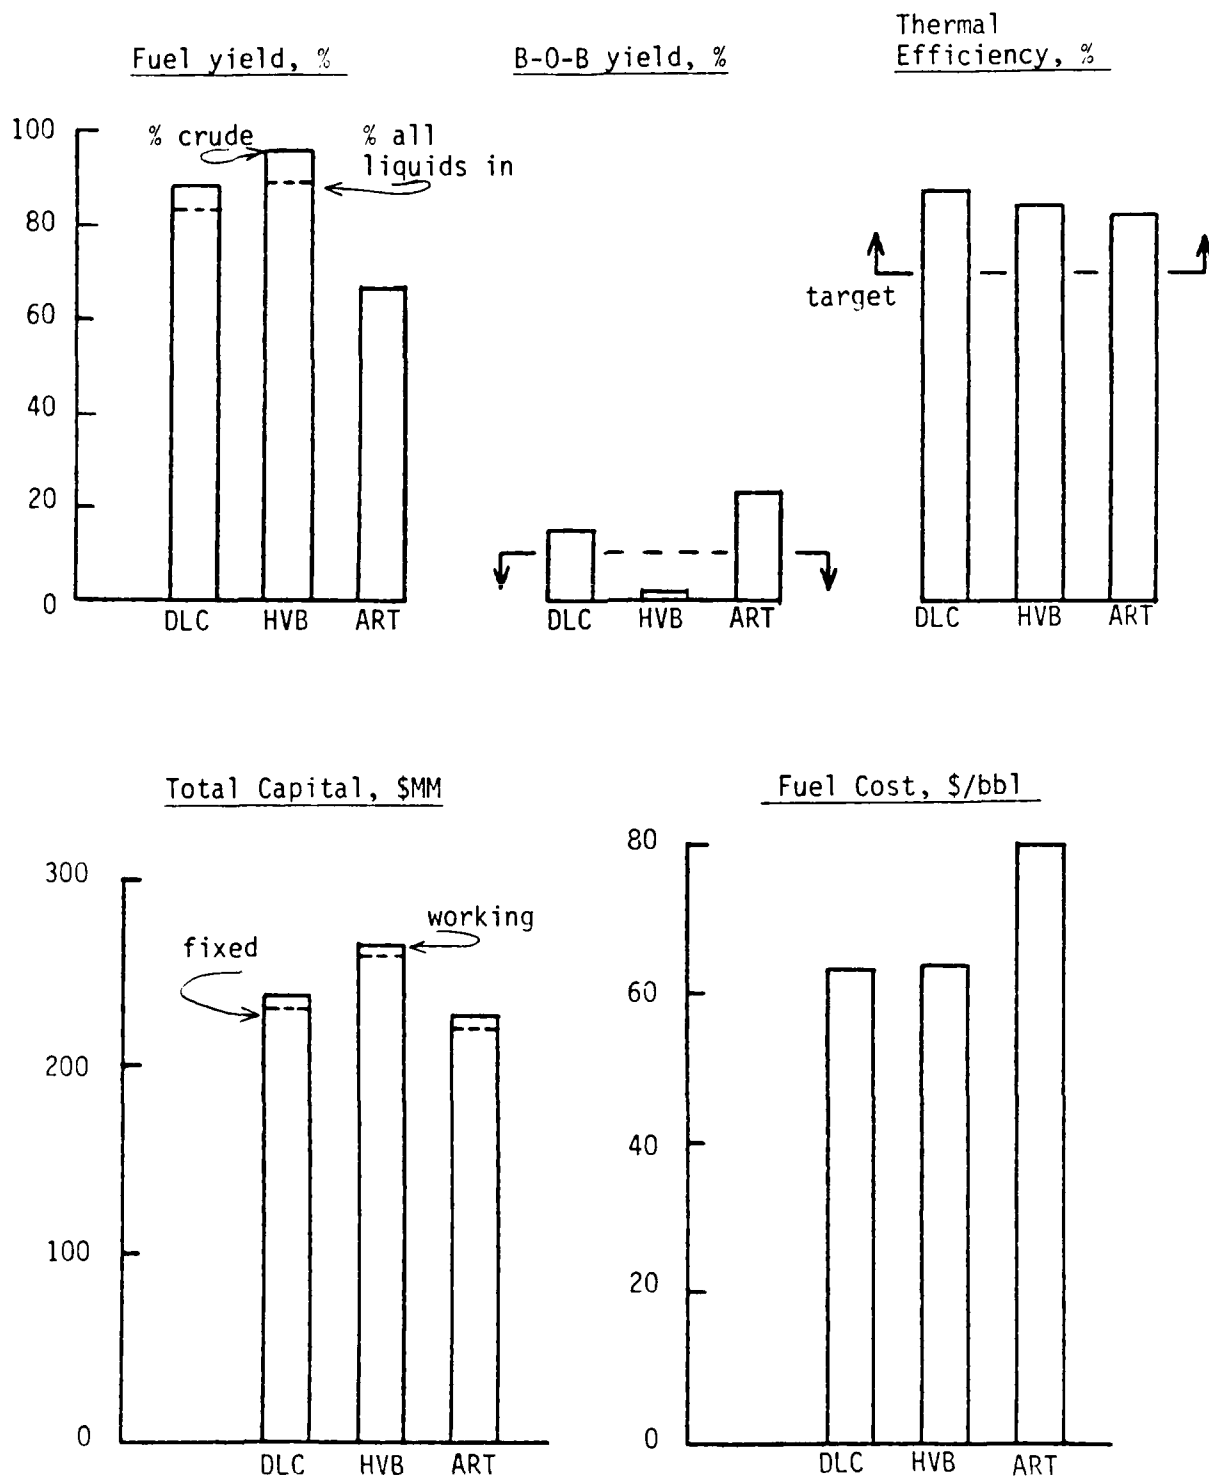 Fuel yield, %
B-O-B yield, %
Thermal
Efficiency, %
100
80
60
40
20
0
% crude
% all
liquids in
target
DLC HVB ART
DLC HVB ART
DLC HVB ART
Total Capital, $MM
300
200
100
0
fixed
working
DLC HVB ART
Fuel Cost, $/bbl
80
60
40
20
0
DLC HVB ART